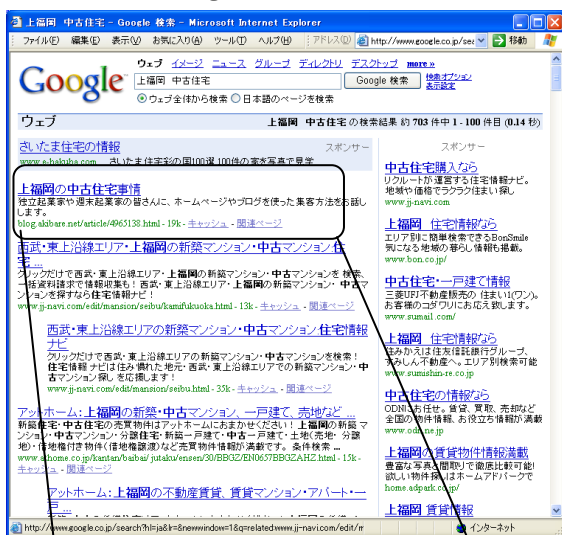 上福岡 中古住宅 - Google 検索 - Microsoft Internet Explorer
ファイル(F) 編集(E) 表示(V) お気に入り(A) ツール(T) ヘルプ(H) アドレス(D) http://www.google.co.jp/sea 移動
ウェブ イメージ ニュース グループ ディレクトリ デスクトップ more »
Google 上福岡 中古住宅 Google 検索 検索オプション
表示設定
ウェブ全体から検索 日本語のページを検索
ウェブ 上福岡 中古住宅 の検索結果 約 703 件中 1 - 100 件目 (0.14 秒)
さいたま住宅の情報 スポンサー
www.e-hakuba.com さいたま住宅彩の国100選 100件の家を写真で見学
上福岡の中古住宅事情
独立起業家や週末起業家の皆さんに、ホームページやブログを使った集客方法をお話し
します。
blog.akibare.net/article/4965138.html - 19k - キャッシュ - 関連ページ
西武・東上沿線エリア・上福岡の新築マンション・中古マンション 住
宅 ...
クリックだけで西武・東上沿線エリア・上福岡の新築マンション・中古マンションを検索、
一括資料請求で情報収集も!西武・東上沿線エリア・上福岡の新築マンション・中古マ
ンションを探すなら住宅情報ナビ!
www.jj-navi.com/edit/mansion/seibu/kamifukuoka.html - 13k - キャッシュ - 関連ページ
西武・東上沿線エリアの新築マンション・中古マンション 住宅情報
ナビ
クリックだけで西武・東上沿線エリアの新築マンション・中古マンションを検索!
住宅情報ナビは住み慣れた地元・西武・東上沿線エリアでの新築マンション・中
古マンション探しを応援します!
www.jj-navi.com/edit/mansion/seibu.html - 35k - キャッシュ - 関連ページ
アットホーム:上福岡の新築・中古マンション、一戸建て、売地など ...
新築住宅・中古住宅の売買物件はアットホームにおまかせください!上福岡の新築マ
ンション・中古マンション・分譲住宅・新築一戸建て・中古一戸建て・土地(売地・分譲
地)・借地権付き物件(借地権譲渡)など売買物件情報が満載です。条件検索 ...
www.athome.co.jp/kantan/baibai/jutaku/ensen/30/BBGZ/EN0657BBGZAHZ.html - 15k -
キャッシュ - 関連ページ
アットホーム:上福岡の不動産賃貸、賃貸マンション・アパート・一
戸 ...
スポンサー
中古住宅購入なら
リクルートが運営する住宅情報ナビ。
地域や価格でラクラク住まい探し
www.jj-navi.com
上福岡 住宅情報なら
エリア別に簡単検索できるBonSmile
気になる地域の暮らし情報も掲載。
www.bon.co.jp/
中古住宅・一戸建て情報
三菱UFJ不動産販売の 住まい1(ワン)。
お客様のコダワリにお応え致します。
www.sumai1.com/
上福岡 住宅情報なら
住みかえは住友信託銀行グループ、
すみしん不動産へ。エリア別検索可能
www.sumishin-re.co.jp
中古住宅の情報なら
ODNにお任せ。賃貸、買取、売却など
全国の物件情報、お役立ち情報が満載
www.odn.ne.jp
上福岡の賃貸物件情報満載
豊富な写真と間取りで徹底比較可能!
欲しい物件探しはホームアドパークで
home.adpark.co.jp/
上福岡 賃貸情報
http://www.google.co.jp/search?hl=ja&lr=&newwindow=1&q=related:www.jj-navi.com/edit/m インターネット